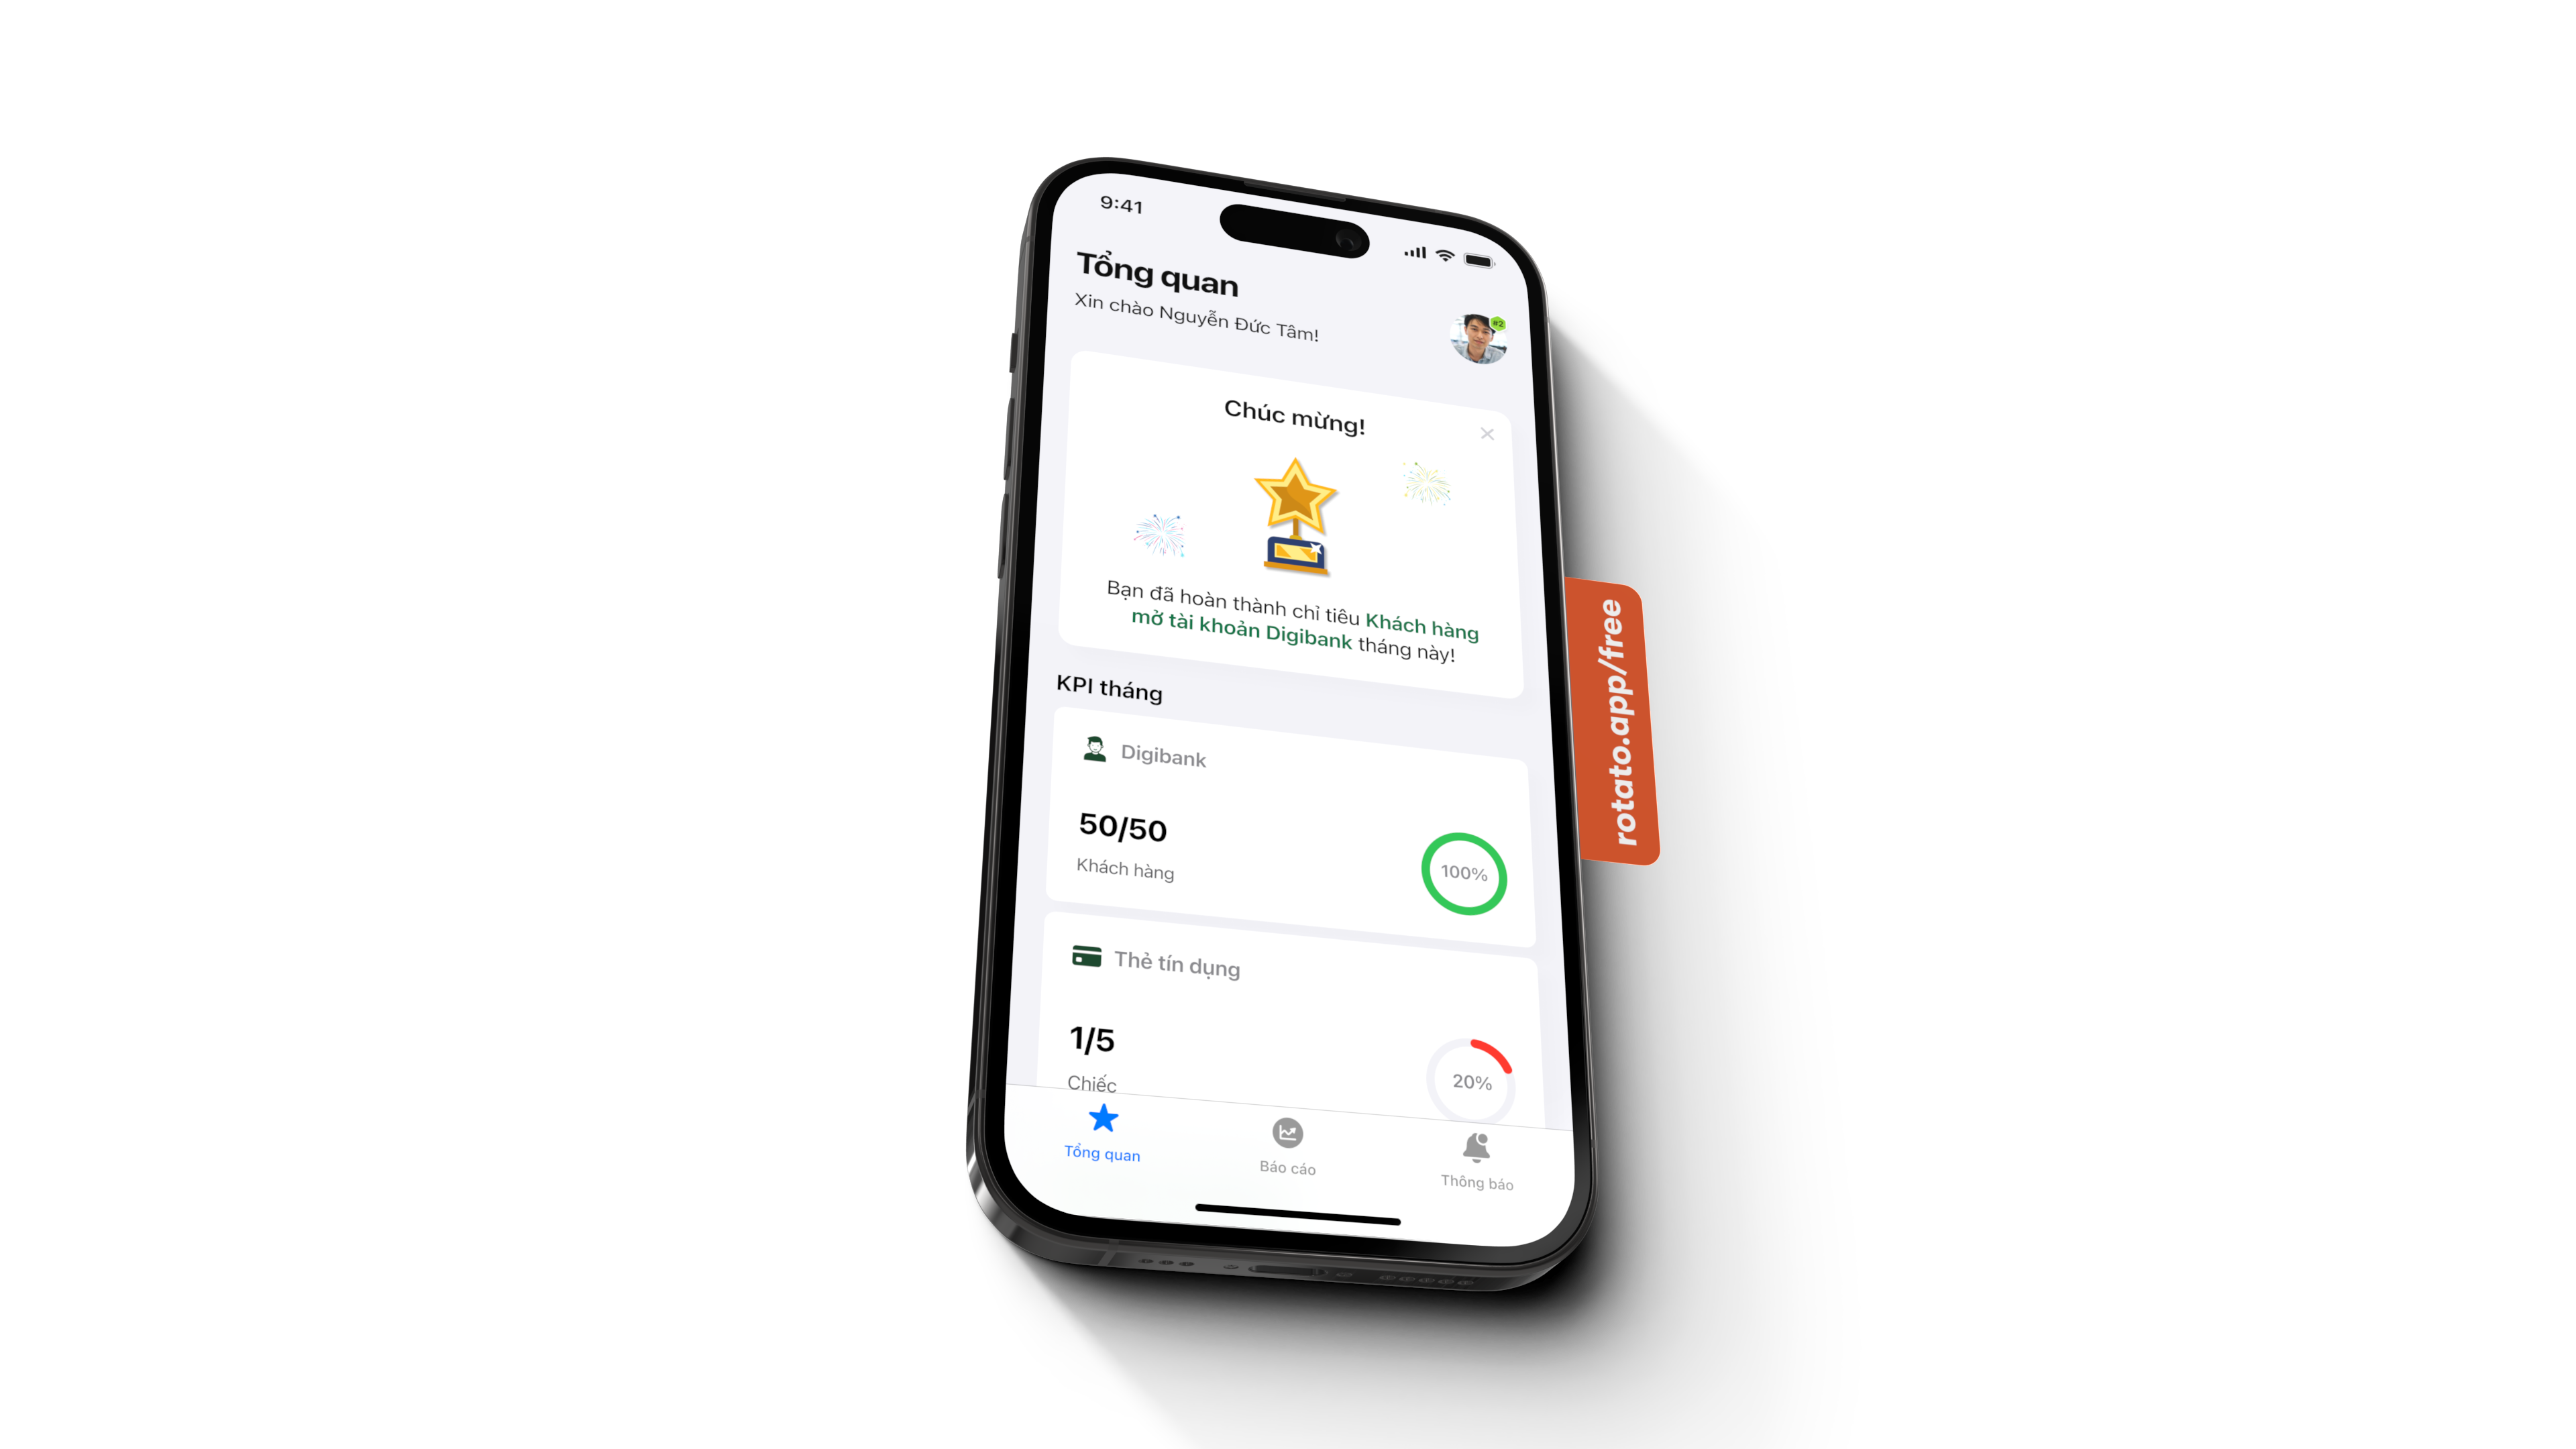 9:41
Tổng quan
Xin chào Nguyễn Đức Tâm!
#2
Chúc mừng!
Bạn đã hoàn thành chỉ tiêu Khách hàng
mở tài khoản Digibank tháng này!
KPI tháng
Digibank
50/50
Khách hàng
100%
Thẻ tín dụng
1/5
Chiếc
20%
Tổng quan
Báo cáo
Thông báo
rotato.app/free